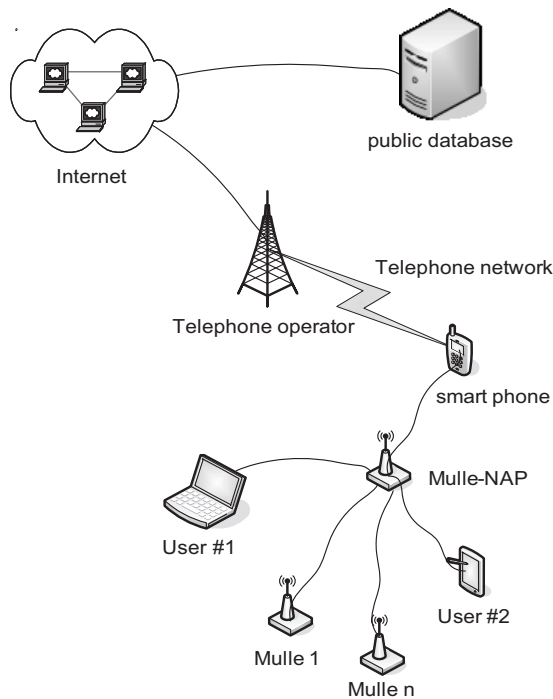 public database
Internet
Telephone network
Telephone operator
smart phone
Mulle-NAP
User #1
User #2
Mulle 1
Mulle n